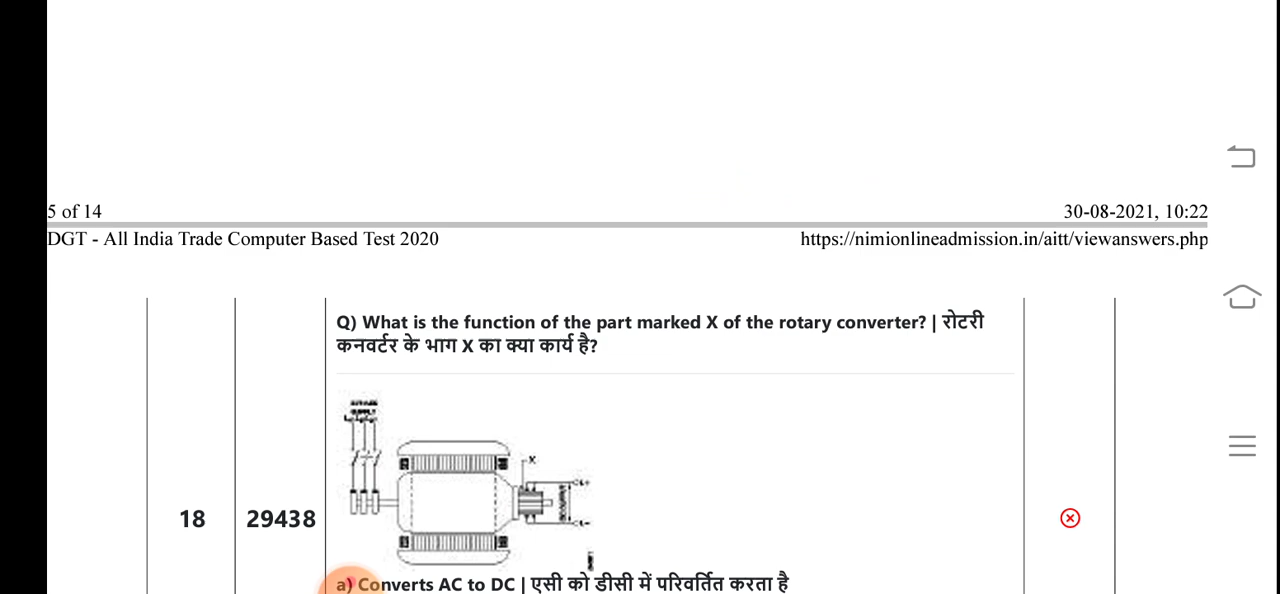 5 of 14
30-08-2021, 10:22
DGT - All India Trade Computer Based Test 2020
https://nimionlineadmission.in/aitt/viewanswers.php
Q) What is the function of the part marked X of the rotary converter? | रोटरी
कनवर्टर के भाग X का क्या कार्य है?
SUPPLY
X
18
29438
a) Converts AC to DC | एसी को डीसी में परिवर्तित करता है